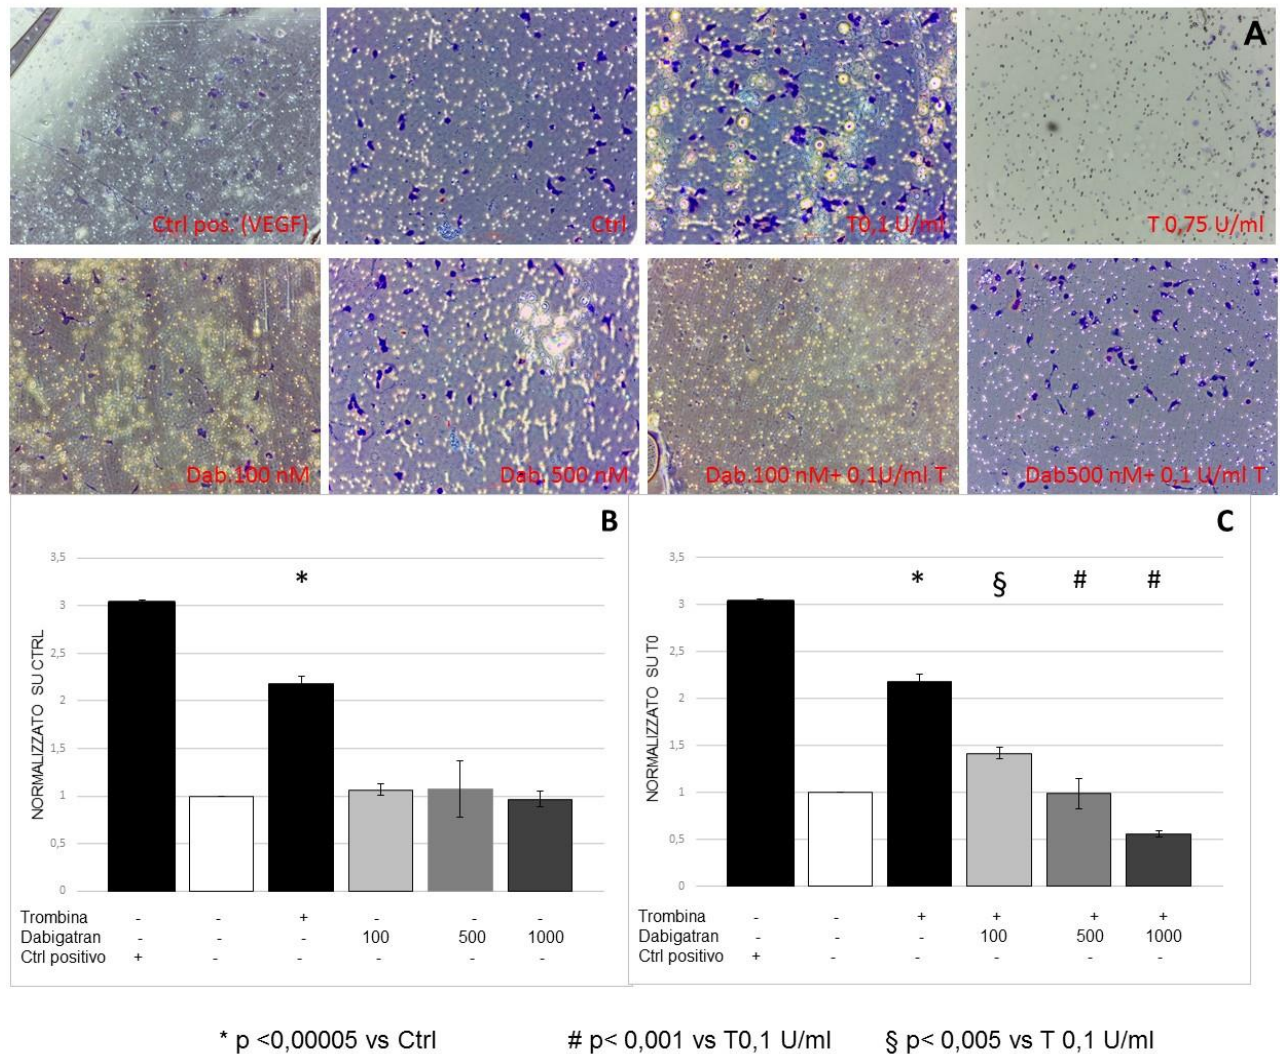 A
Ctrl pos. (VEGF)
Ctrl
T0,1 U/ml
T 0,75 U/ml
Dab.100 nM
Dab. 500 nM
Dab.100 nM+ 0,1U/ml T
Dab500 nM+ 0,1 U/ml T
B
3,5
3
2,5
2
1,5
1
0,5
0
NORMALIZZATO SU CTRL
*
Trombina - - + - - -
Dabigatran - - - 100 500 1000
Ctrl positivo + - - - - -
C
3,5
3
2,5
2
1,5
1
0,5
0
NORMALIZZATO SU T0
* § # #
Trombina - - + + + +
Dabigatran - - - 100 500 1000
Ctrl positivo + - - - - -
* p <0,00005 vs Ctrl # p< 0,001 vs T0,1 U/ml § p< 0,005 vs T 0,1 U/ml